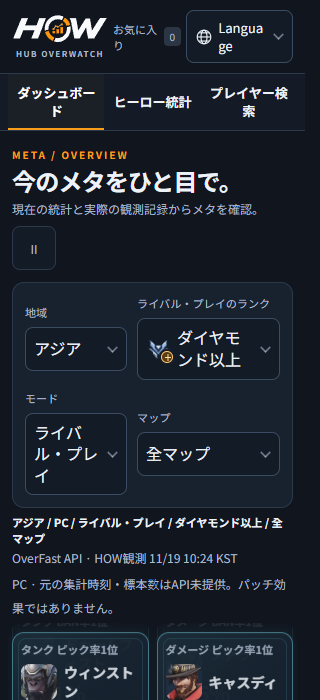 HOW
HUB OVERWATCH
お気に入
り
0
Langua
ge
ダッシュボー
ド
ヒーロー統計
プレイヤー検
索
META / OVERVIEW
今のメタをひと目で。
現在の統計と実際の観測記録からメタを確認。
地域
アジア
ライバル・プレイのランク
ダイヤモ
ンド以上
モード
ライバ
ル・プレ
イ
マップ
全マップ
アジア / PC / ライバル・プレイ / ダイヤモンド以上 / 全
マップ
OverFast API · HOW観測 11/19 10:24 KST
PC · 元の集計時刻・標本数はAPI未提供。パッチ効
果ではありません。
タンク ピック率1位
ウィンスト
ン
ダメージ ピック率1位
キャスディ